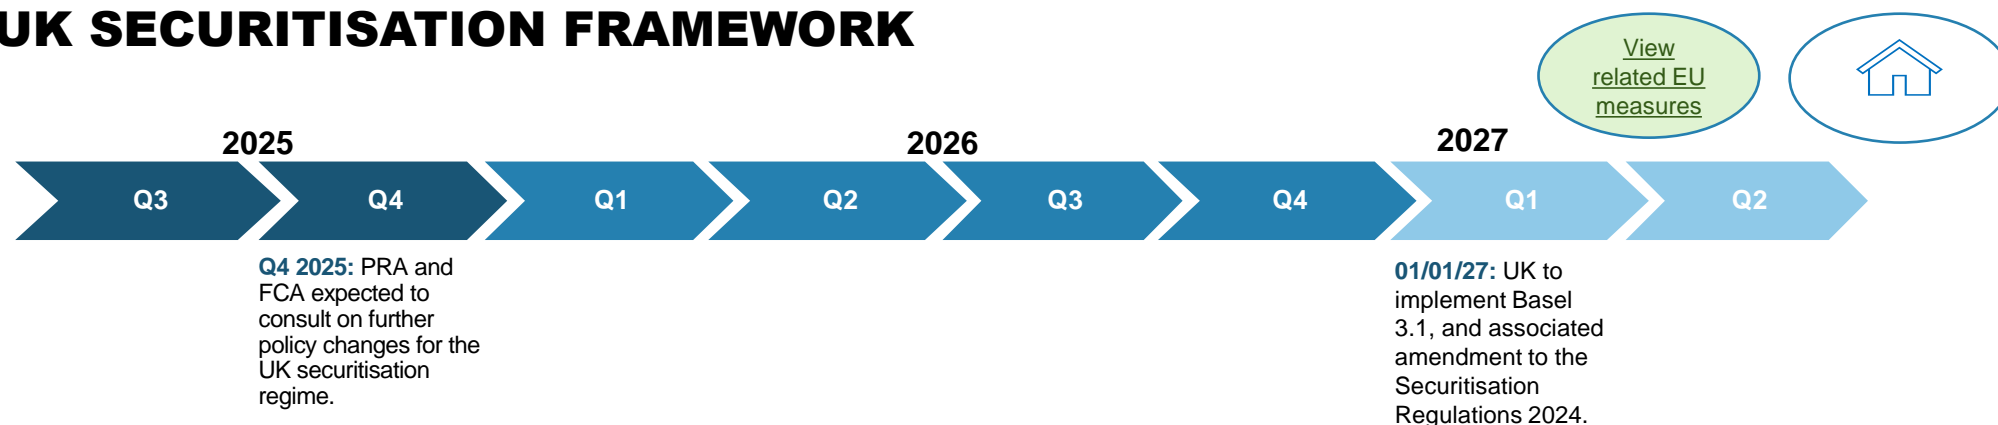 UK SECURITISATION FRAMEWORK
View
related EU
measures
2025
2026
2027
Q3
Q4
Q1
Q2
Q3
Q4
Q1
Q2
Q4 2025: PRA and
FCA expected to
consult on further
policy changes for the
UK securitisation
regime.
01/01/27: UK to
implement Basel
3.1, and associated
amendment to the
Securitisation
Regulations 2024.